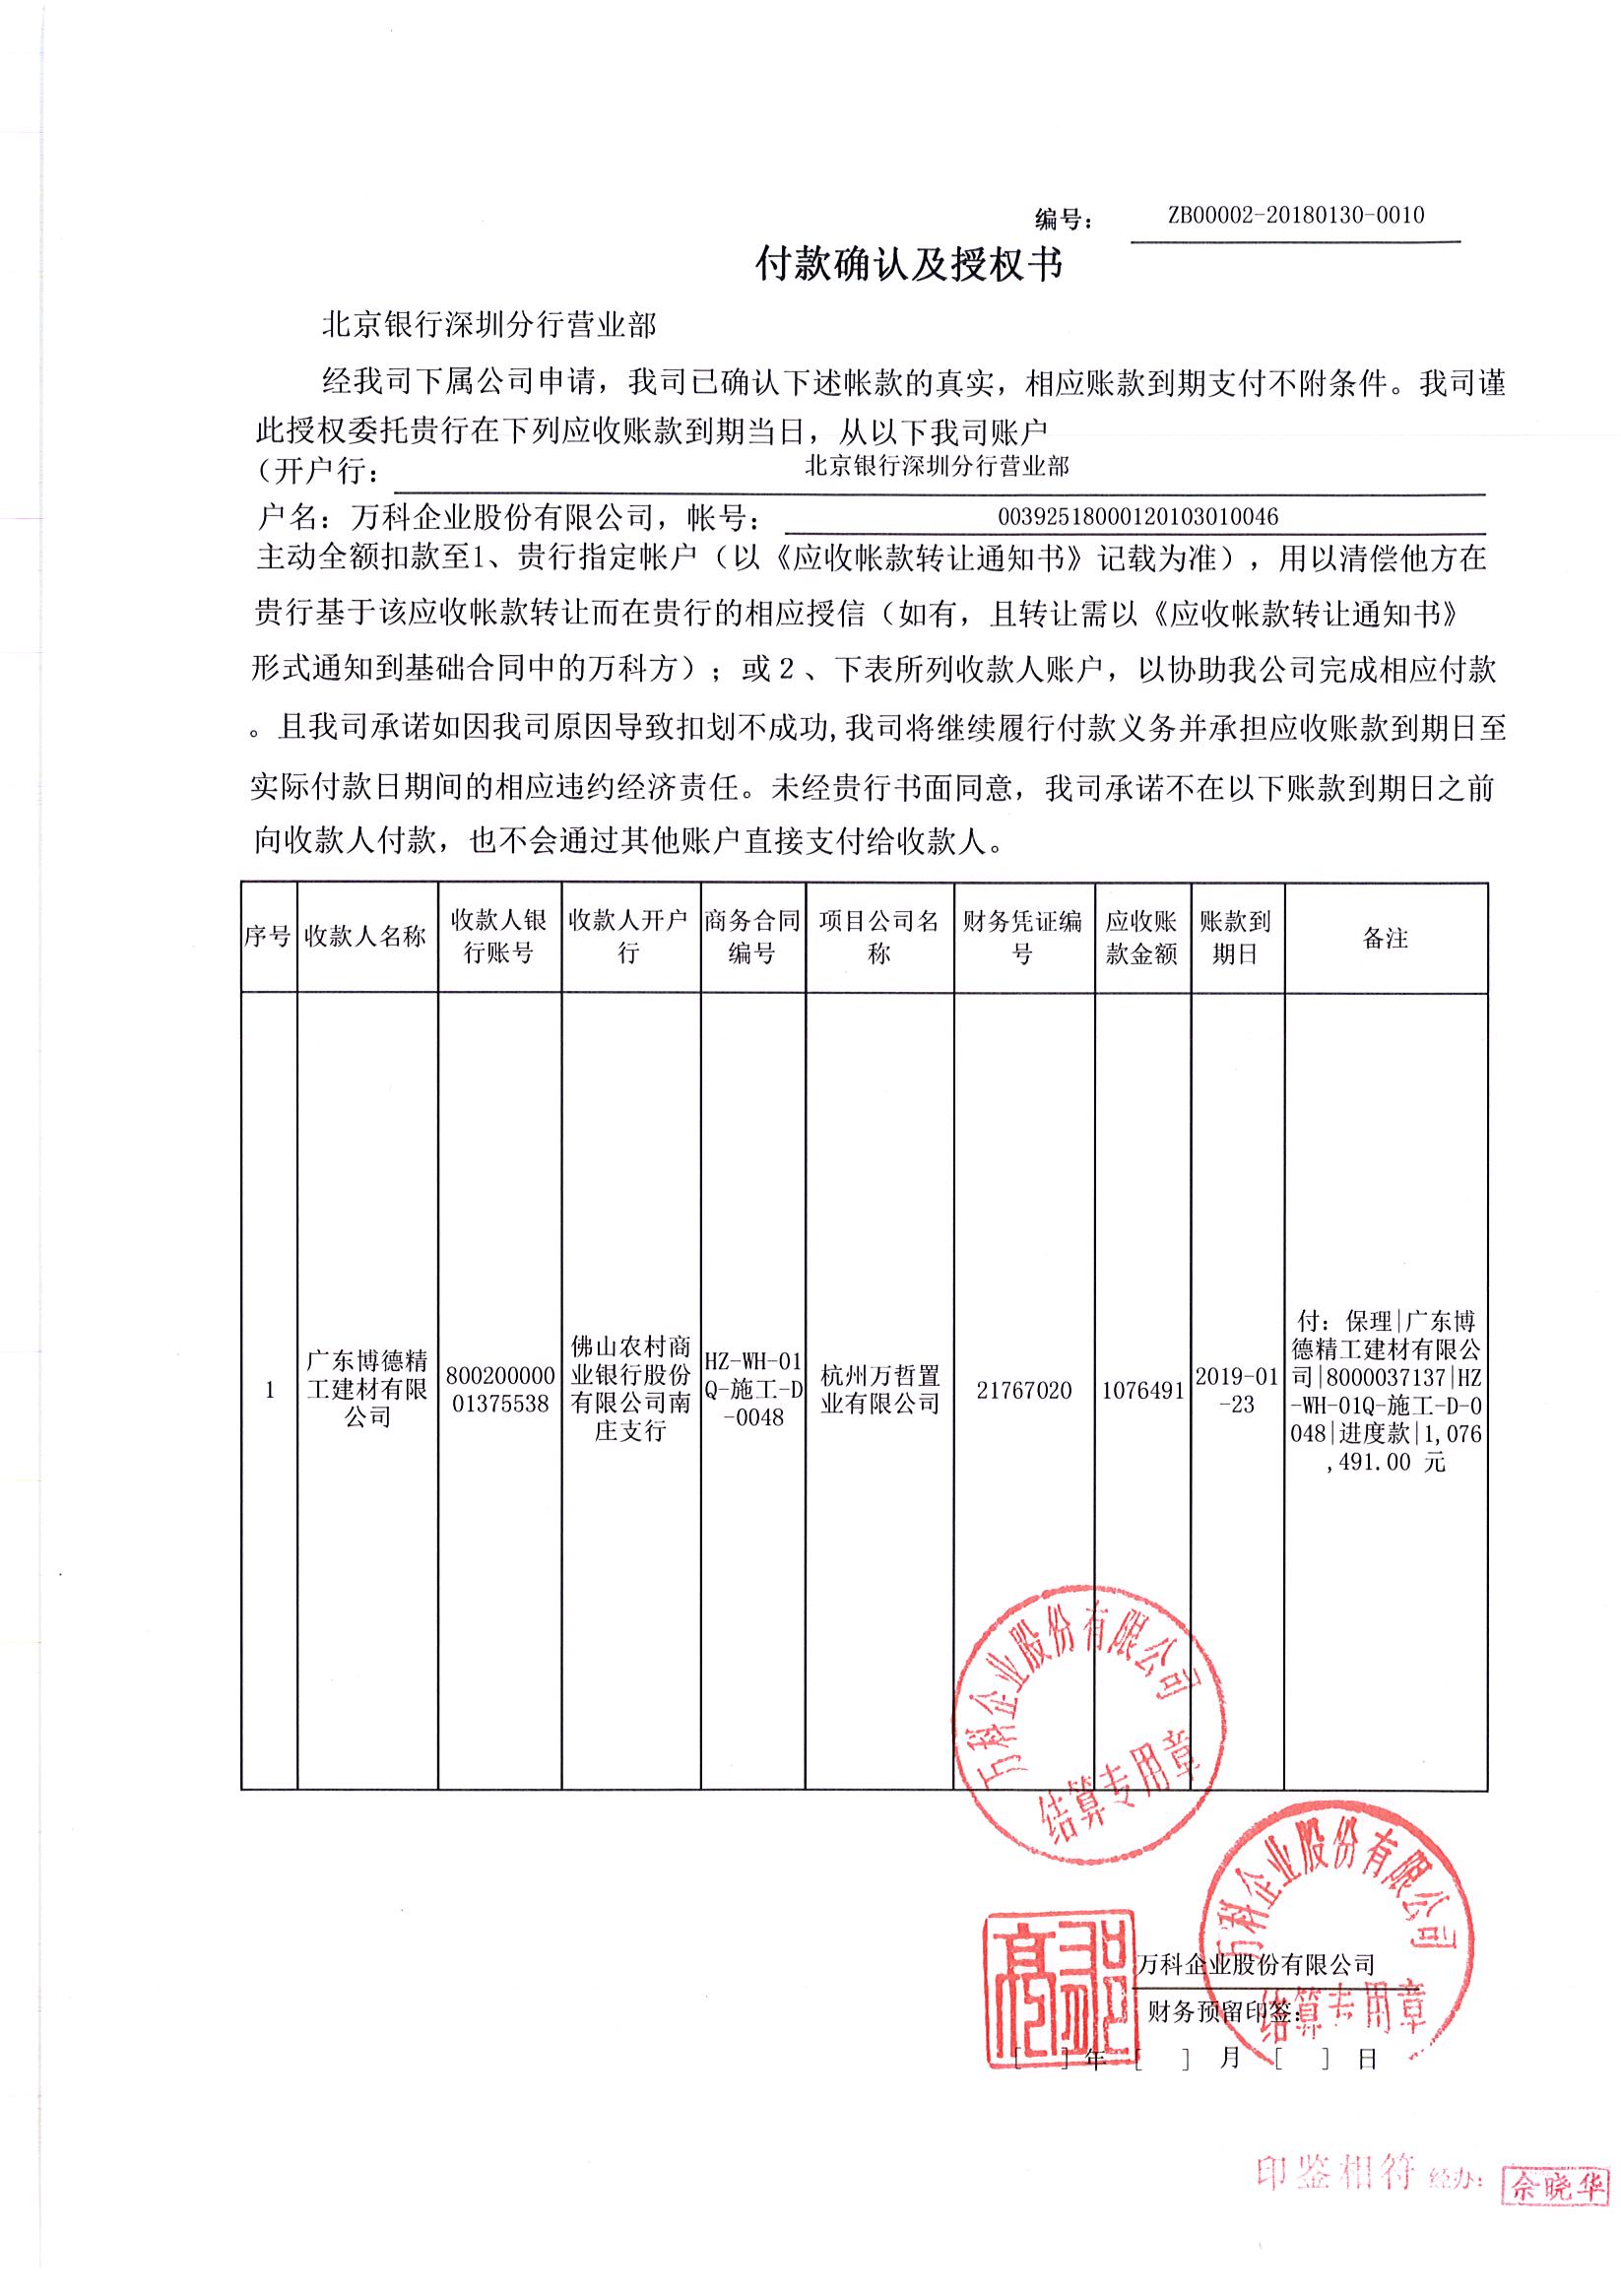 编号：
ZB00002-20180130-0010
付款确认及授权书
北京银行深圳分行营业部
经我司下属公司申请，我司已确认下述帐款的真实，相应账款到期支付不附条件。我司谨
此授权委托贵行在下列应收账款到期当日，从以下我司账户
（开户行：
北京银行深圳分行营业部
户名：万科企业股份有限公司，帐号：
00392518000120103010046
主动全额扣款至1、贵行指定帐户（以《应收帐款转让通知书》记载为准），用以清偿他方在
贵行基于该应收帐款转让而在贵行的相应授信（如有，且转让需以《应收帐款转让通知书》
形式通知到基础合同中的万科方）；或２、下表所列收款人账户，以协助我公司完成相应付款
。且我司承诺如因我司原因导致扣划不成功,我司将继续履行付款义务并承担应收账款到期日至
实际付款日期间的相应违约经济责任。未经贵行书面同意，我司承诺不在以下账款到期日之前
向收款人付款，也不会通过其他账户直接支付给收款人。
序号
收款人名称
收款人银
行账号
收款人开户
行
商务合同
编号
项目公司名
称
财务凭证编
号
应收账
款金额
账款到
期日
备注
1
广东博德精
工建材有限
公司
800200000
01375538
佛山农村商
业银行股份
有限公司南
庄支行
HZ-WH-01
Q-施工-D
-0048
杭州万哲置
业有限公司
21767020
1076491
2019-01
-23
付：保理|广东博
德精工建材有限公
司|8000037137|HZ
-WH-01Q-施工-D-0
048|进度款|1,076
,491.00 元
万科企业股份有限公司
结算专用章
万科企业股份有限公司
结算专用章
万科企业股份有限公司
财务预留印签：
[ ]年 [ ] 月 [ ] 日
印鉴相符 经办：
佘晓华